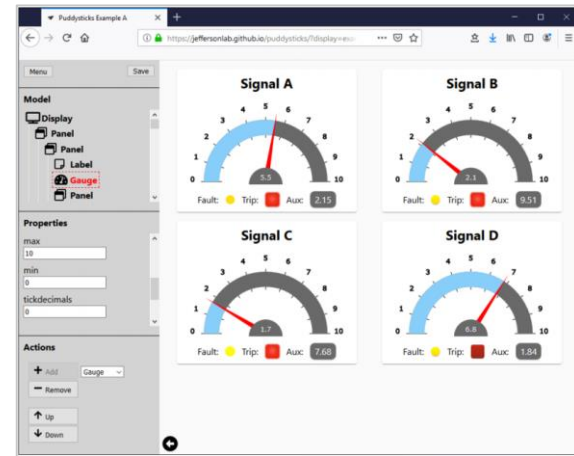 Puddysticks Example A
https://jeffersonlab.github.io/puddysticks/?display=exa
Menu
Save
Model
Display
Panel
Panel
Label
Gauge
Panel
Properties
max
10
min
0
tickdecimals
0
Actions
Add
Gauge
Remove
Up
Down
Signal A
0 1 2 3 4 5 6 7 8 9 10
5.5
Fault: Trip: Aux: 2.15
Signal B
0 1 2 3 4 5 6 7 8 9 10
2.1
Fault: Trip: Aux: 9.51
Signal C
0 1 2 3 4 5 6 7 8 9 10
1.7
Fault: Trip: Aux: 7.68
Signal D
0 1 2 3 4 5 6 7 8 9 10
6.8
Fault: Trip: Aux: 1.84